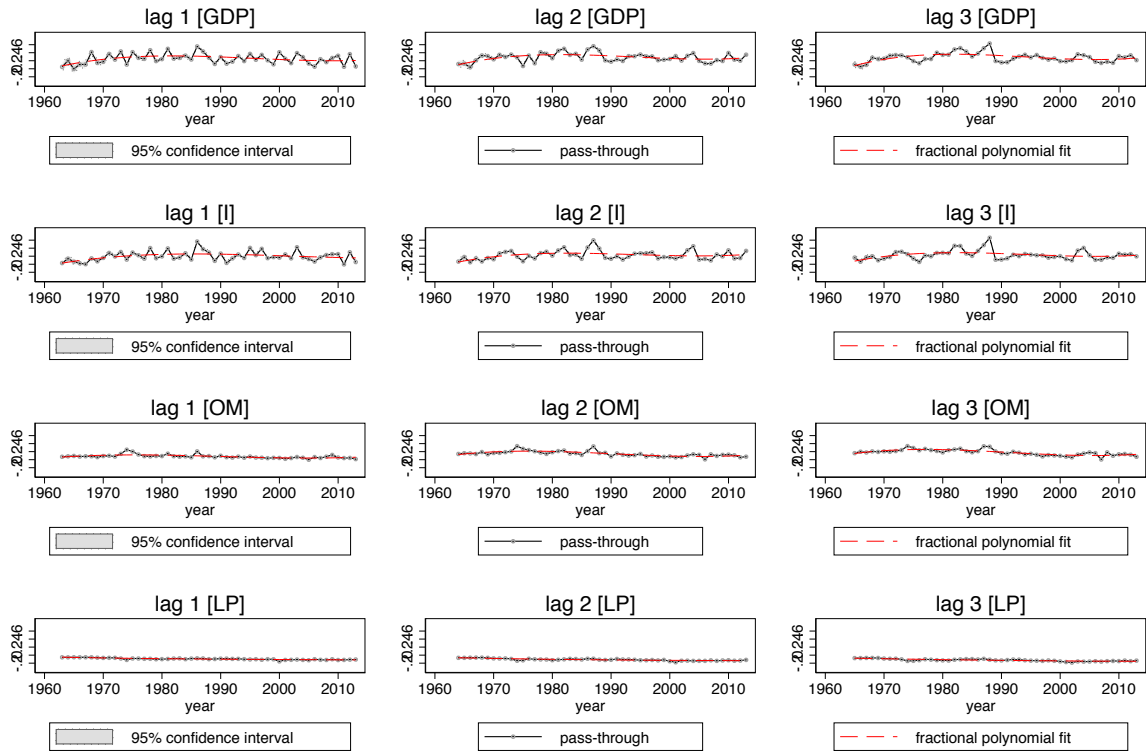 lag 1 [GDP]
1960 1970 1980 1990 2000 2010
year
95% confidence interval
lag 2 [GDP]
1960 1970 1980 1990 2000 2010
year
pass-through
lag 3 [GDP]
1960 1970 1980 1990 2000 2010
year
fractional polynomial fit
lag 1 [I]
1960 1970 1980 1990 2000 2010
year
95% confidence interval
lag 2 [I]
1960 1970 1980 1990 2000 2010
year
pass-through
lag 3 [I]
1960 1970 1980 1990 2000 2010
year
fractional polynomial fit
lag 1 [OM]
1960 1970 1980 1990 2000 2010
year
95% confidence interval
lag 2 [OM]
1960 1970 1980 1990 2000 2010
year
pass-through
lag 3 [OM]
1960 1970 1980 1990 2000 2010
year
fractional polynomial fit
lag 1 [LP]
1960 1970 1980 1990 2000 2010
year
95% confidence interval
lag 2 [LP]
1960 1970 1980 1990 2000 2010
year
pass-through
lag 3 [LP]
1960 1970 1980 1990 2000 2010
year
fractional polynomial fit